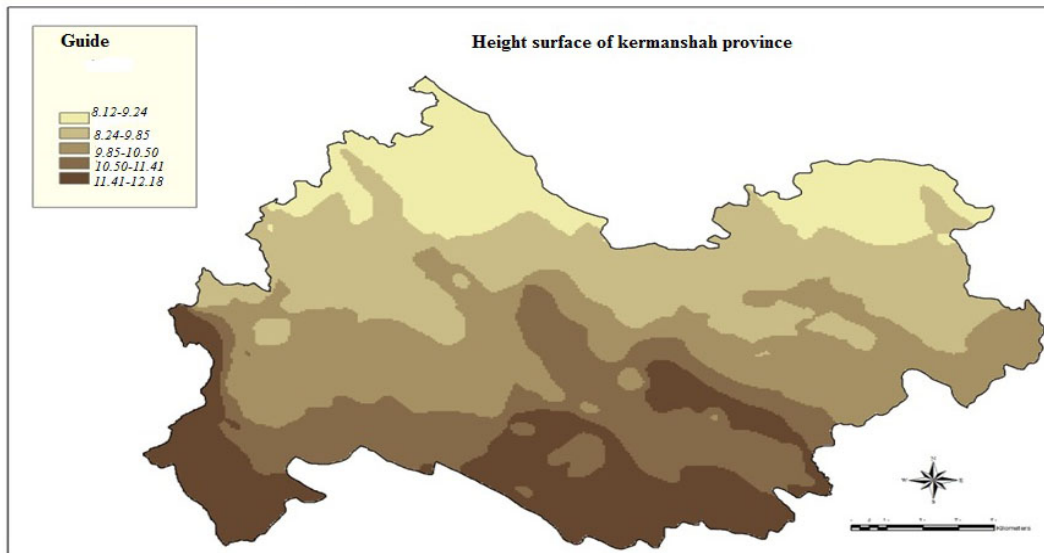 Guide
Height surface of kermanshah province
8.12-9.24
8.24-9.85
9.85-10.50
10.50-11.41
11.41-12.18
N
W
E
S
Kilometers